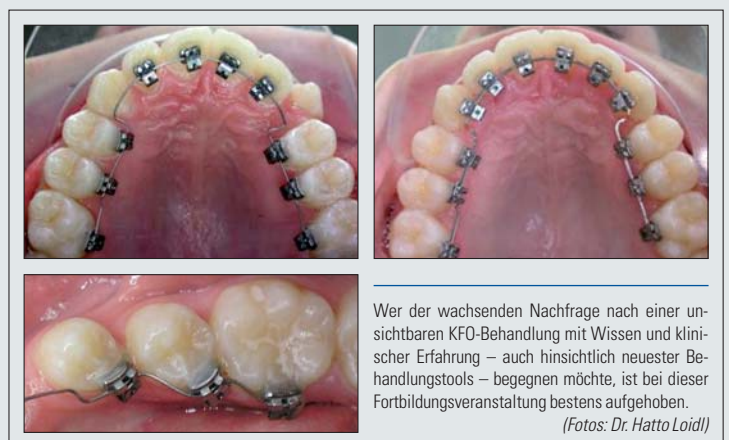 Wer der wachsenden Nachfrage nach einer un-
sichtbaren KFO-Behandlung mit Wissen und klini-
scher Erfahrung – auch hinsichtlich neuester Be-
handlungstools – begegnen möchte, ist bei dieser
Fortbildungsveranstaltung bestens aufgehoben.
(Fotos: Dr. Hatto Loidl)